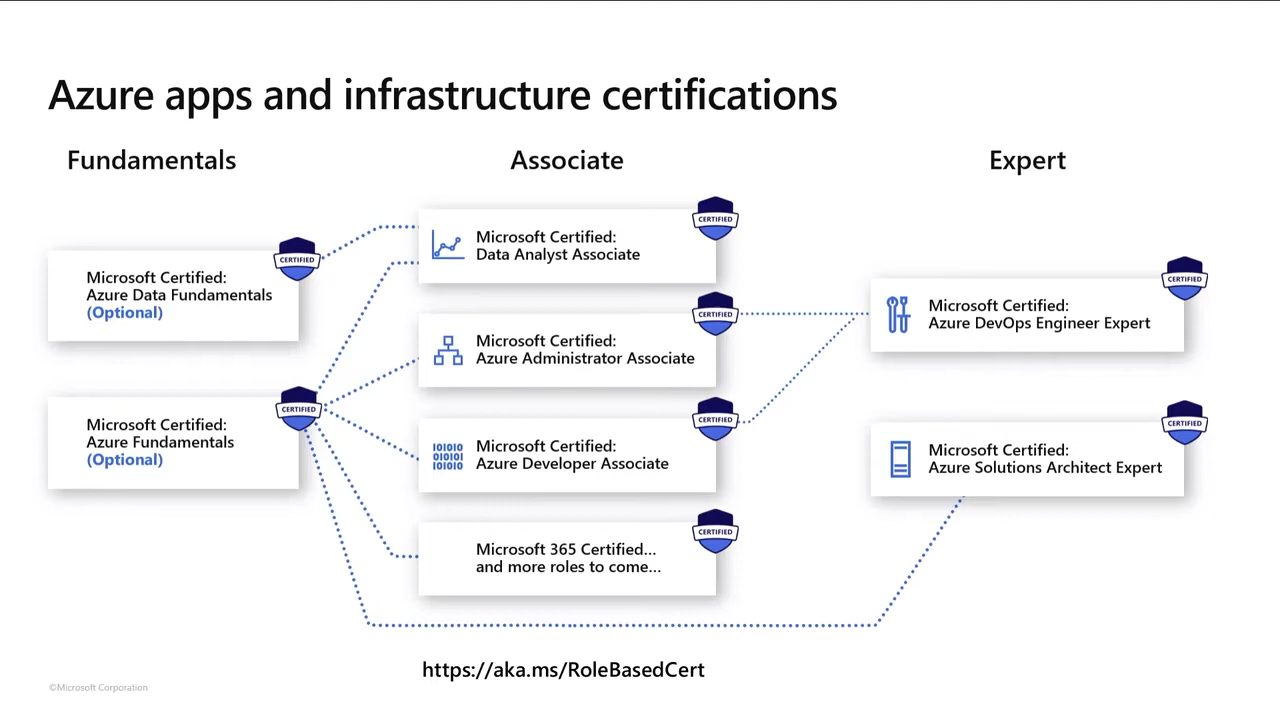 Azure apps and infrastructure certifications
Fundamentals
Associate
Expert
CERTIFIED
Microsoft Certified:
Azure Data Fundamentals
(Optional)
CERTIFIED
Microsoft Certified:
Azure Fundamentals
(Optional)
CERTIFIED
Microsoft Certified:
Data Analyst Associate
CERTIFIED
Microsoft Certified:
Azure Administrator Associate
CERTIFIED
Microsoft Certified:
Azure Developer Associate
101010
010101
101010
CERTIFIED
Microsoft 365 Certified...
and more roles to come...
CERTIFIED
Microsoft Certified:
Azure DevOps Engineer Expert
CERTIFIED
Microsoft Certified:
Azure Solutions Architect Expert
https://aka.ms/RoleBasedCert
©Microsoft Corporation